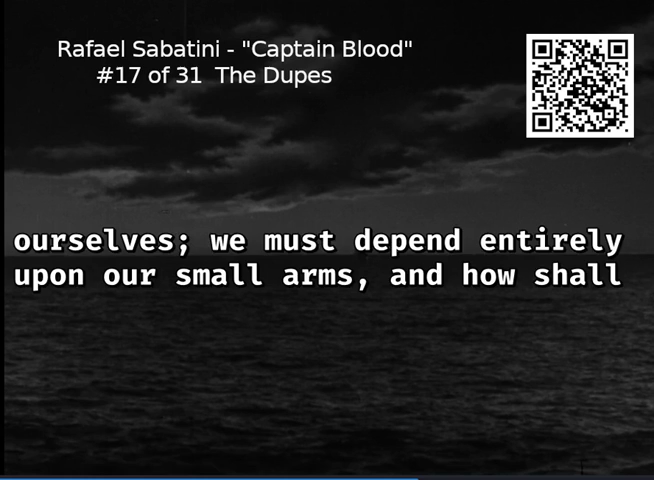 Rafael Sabatini - "Captain Blood"
#17 of 31  The Dupes
ourselves; we must depend entirely
upon our small arms, and how shall